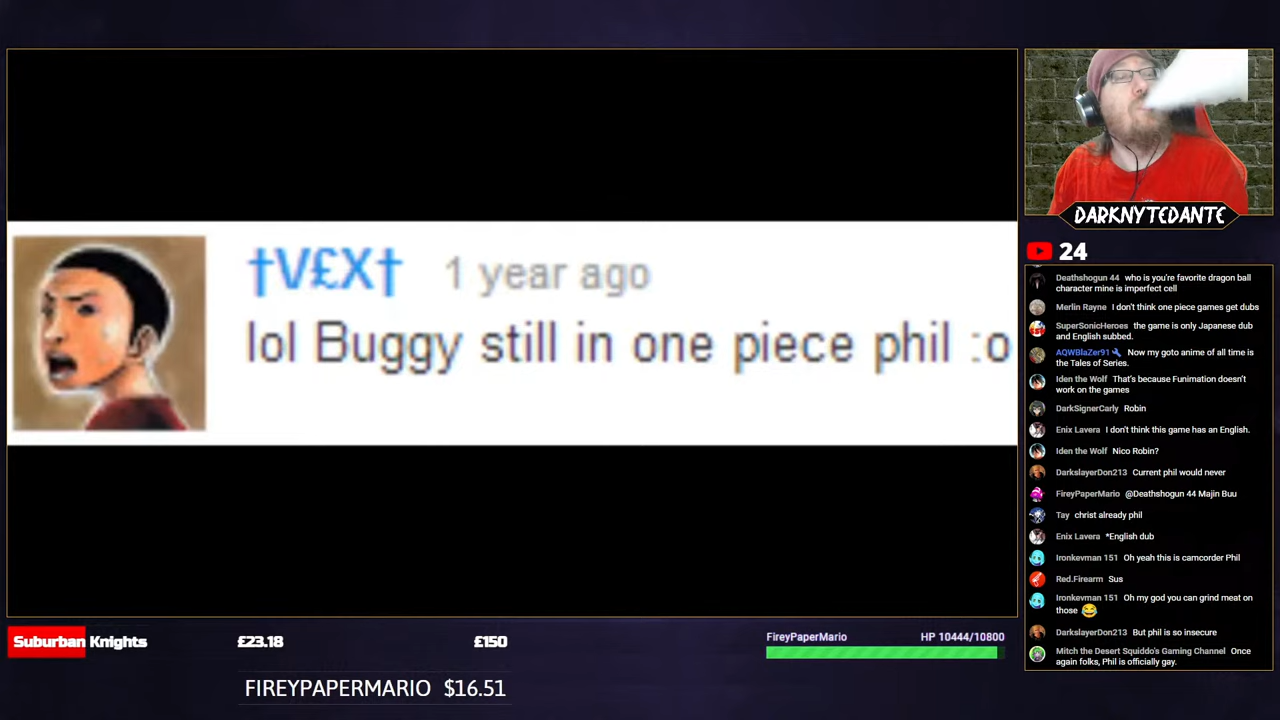 †V£X† 1 year ago
lol Buggy still in one piece phil :o
DARKNYTEDANTE
24
Deathshogun 44 who is you're favorite dragon ball
character mine is imperfect cell
Merlin Rayne I don't think one piece games get dubs
SuperSonicHeroes the game is only Japanese dub
and English subbed.
AQWBlaZer91 Now my goto anime of all time is
the Tales of Series.
Iden the Wolf That's because Funimation doesn't
work on the games
DarkSignerCarly Robin
Enix Lavera I don't think this game has an English.
Iden the Wolf Nico Robin?
DarkslayerDon213 Current phil would never
FireyPaperMario @Deathshogun 44 Majin Buu
Tay christ already phil
Enix Lavera *English dub
Ironkevman 151 Oh yeah this is camcorder Phil
Red.Firearm Sus
Ironkevman 151 Oh my god you can grind meat on
those 😂
DarkslayerDon213 But phil is so insecure
Mitch the Desert Squiddo's Gaming Channel Once
again folks, Phil is officially gay.
Suburban Knights £23.18 £150
FireyPaperMario HP 10444/10800
FIREYPAPERMARIO $16.51